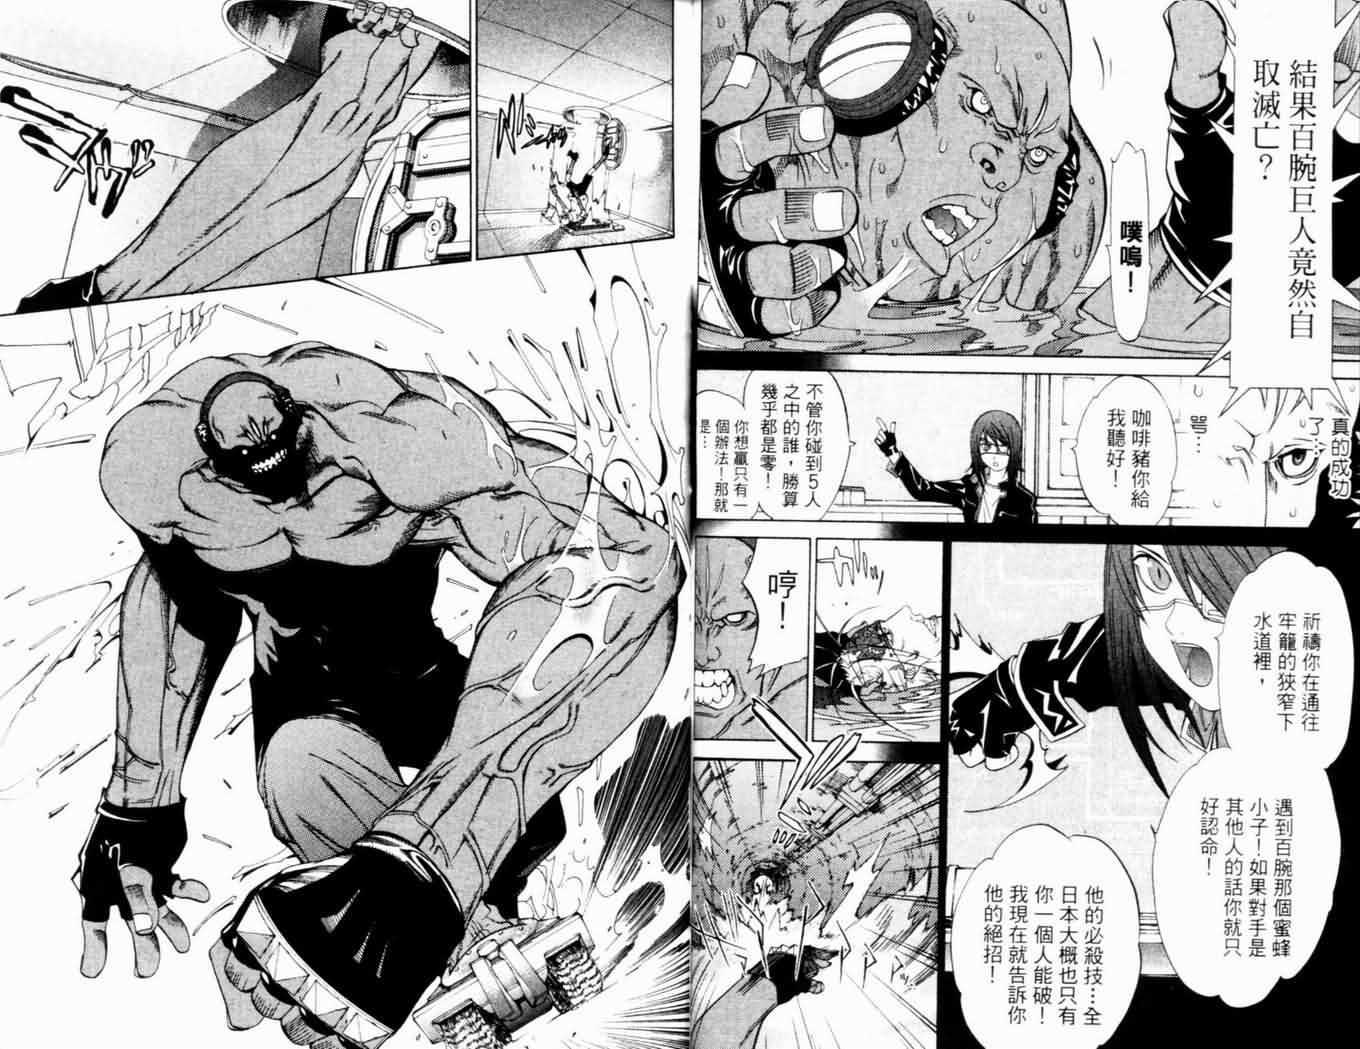 結果百腕巨人竟然自
取滅亡？
噗嗚！
真的成功
了…
咢…
咖啡豬你給
我聽好！
不管你碰到５人
之中的誰，勝算
幾乎都是零！
你想贏只有一
個辦法！那就
是…
祈禱你在通往
牢籠的狹窄下
水道裡，
遇到百腕那個蜜蜂
小子！如果對手是
其他人的話你就只
好認命！
他的必殺技…全
日本大概也只有
你一個人能破！
我現在就告訴你
他的絕招！
哼！